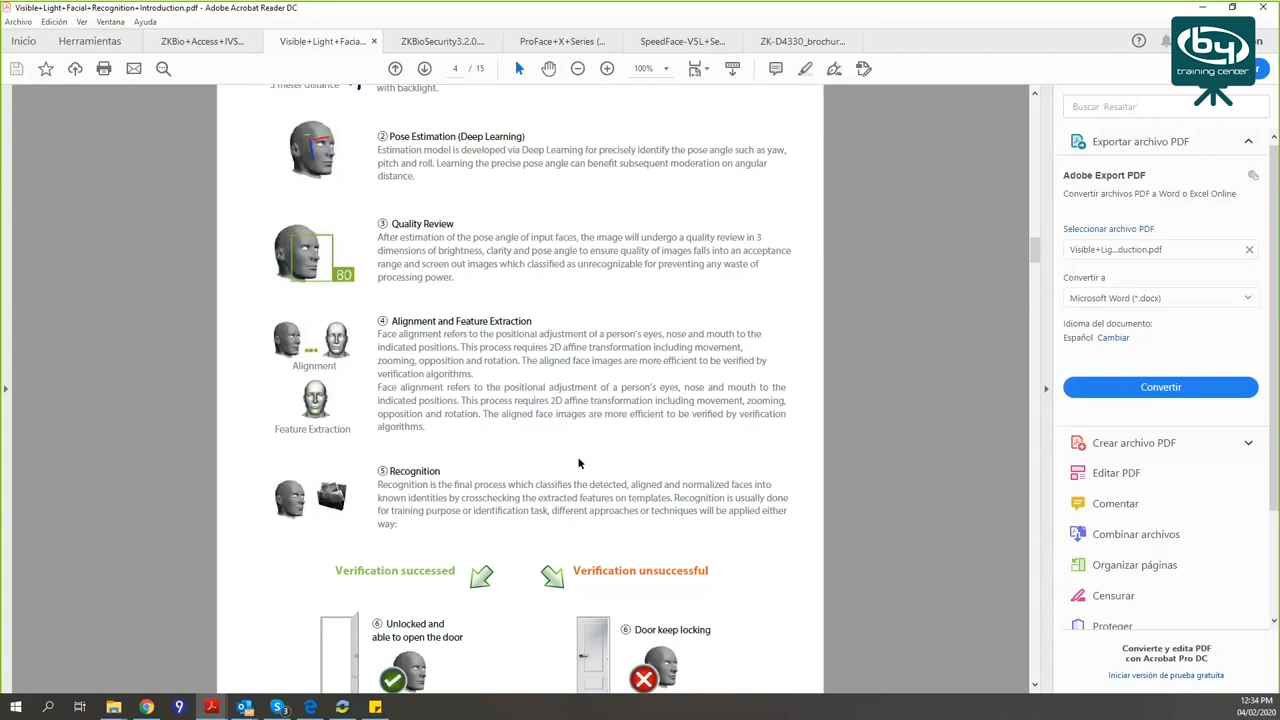 Visible+Light+Facial+Recognition+Introduction.pdf - Adobe Acrobat Reader DC
Archivo Edición Ver Ventana Ayuda
Inicio Herramientas ZKBio+Access+IVS... Visible+Light+Facia... × ZKBioSecurity3.2.... ProFace+X+Series (... SpeedFace-V5L+Se... ZK-D4330_brochur...
by
training center
4 / 15 100%
3 meter distance
with backlight.
② Pose Estimation (Deep Learning)
Estimation model is developed via Deep Learning for precisely identify the pose angle such as yaw,
pitch and roll. Learning the precise pose angle can benefit subsequent moderation on angular
distance.
③ Quality Review
After estimation of the pose angle of input faces, the image will undergo a quality review in 3
dimensions of brightness, clarity and pose angle to ensure quality of images falls into an acceptance
range and screen out images which classified as unrecognizable for preventing any waste of
processing power.
80
④ Alignment and Feature Extraction
Face alignment refers to the positional adjustment of a person's eyes, nose and mouth to the
indicated positions. This process requires 2D affine transformation including movement,
zooming, opposition and rotation. The aligned face images are more efficient to be verified by
verification algorithms.
Alignment
Face alignment refers to the positional adjustment of a person's eyes, nose and mouth to the
indicated positions. This process requires 2D affine transformation including movement, zooming,
opposition and rotation. The aligned face images are more efficient to be verified by verification
algorithms.
Feature Extraction
⑤ Recognition
Recognition is the final process which classifies the detected, aligned and normalized faces into
known identities by crosschecking the extracted features on templates. Recognition is usually done
for training purpose or identification task, different approaches or techniques will be applied either
way:
Verification successed
Verification unsuccessful
⑥ Unlocked and
able to open the door
⑥ Door keep locking
Buscar 'Resaltar'
Exportar archivo PDF
Adobe Export PDF
Convertir archivos PDF a Word o Excel Online
Seleccionar archivo PDF
Visible+Lig...duction.pdf
Convertir a
Microsoft Word (*.docx)
Idioma del documento:
Español Cambiar
Convertir
Crear archivo PDF
Editar PDF
Comentar
Combinar archivos
Organizar páginas
Censurar
Proteger
Convierte y edita PDF
con Acrobat Pro DC
Iniciar versión de prueba gratuita
12:34 PM
04/02/2020